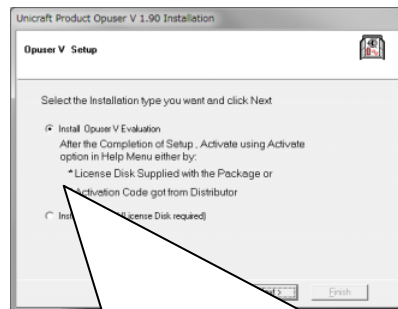 Unicraft Product Opuser V 1.90 Installation
Opuser V Setup
Select the Installation type you want and click Next
Install Opuser V Evaluation
After the Completion of Setup , Activate using Activate
option in Help Menu either by:
* License Disk Supplied with the Package or
Activation Code got from Distributor
(License Disk required)
Finish